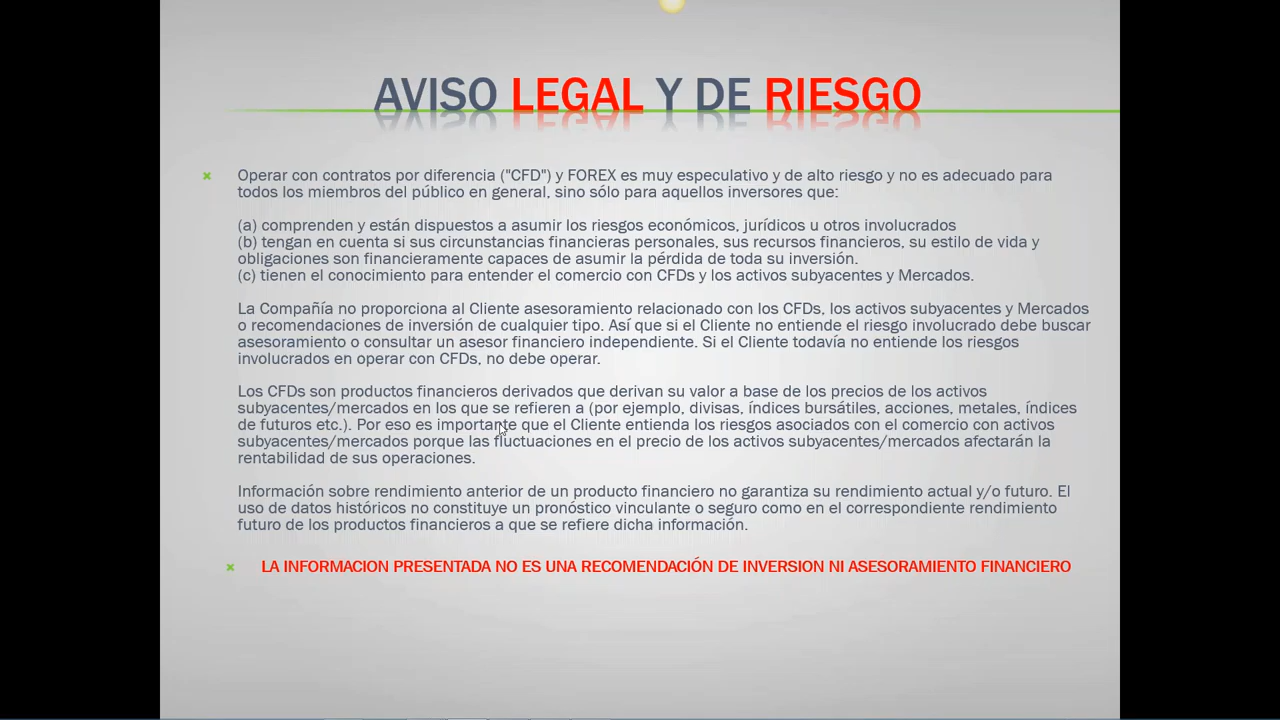 AVISO LEGAL Y DE RIESGO
Operar con contratos por diferencia ("CFD") y FOREX es muy especulativo y de alto riesgo y no es adecuado para
todos los miembros del público en general, sino sólo para aquellos inversores que:
(a) comprenden y están dispuestos a asumir los riesgos económicos, jurídicos u otros involucrados
(b) tengan en cuenta si sus circunstancias financieras personales, sus recursos financieros, su estilo de vida y
obligaciones son financieramente capaces de asumir la pérdida de toda su inversión.
(c) tienen el conocimiento para entender el comercio con CFDs y los activos subyacentes y Mercados.
La Compañía no proporciona al Cliente asesoramiento relacionado con los CFDs, los activos subyacentes y Mercados
o recomendaciones de inversión de cualquier tipo. Así que si el Cliente no entiende el riesgo involucrado debe buscar
asesoramiento o consultar un asesor financiero independiente. Si el Cliente todavía no entiende los riesgos
involucrados en operar con CFDs, no debe operar.
Los CFDs son productos financieros derivados que derivan su valor a base de los precios de los activos
subyacentes/mercados en los que se refieren a (por ejemplo, divisas, índices bursátiles, acciones, metales, índices
de futuros etc.). Por eso es importante que el Cliente entienda los riesgos asociados con el comercio con activos
subyacentes/mercados porque las fluctuaciones en el precio de los activos subyacentes/mercados afectarán la
rentabilidad de sus operaciones.
Información sobre rendimiento anterior de un producto financiero no garantiza su rendimiento actual y/o futuro. El
uso de datos históricos no constituye un pronóstico vinculante o seguro como en el correspondiente rendimiento
futuro de los productos financieros a que se refiere dicha información.
LA INFORMACION PRESENTADA NO ES UNA RECOMENDACIÓN DE INVERSION NI ASESORAMIENTO FINANCIERO